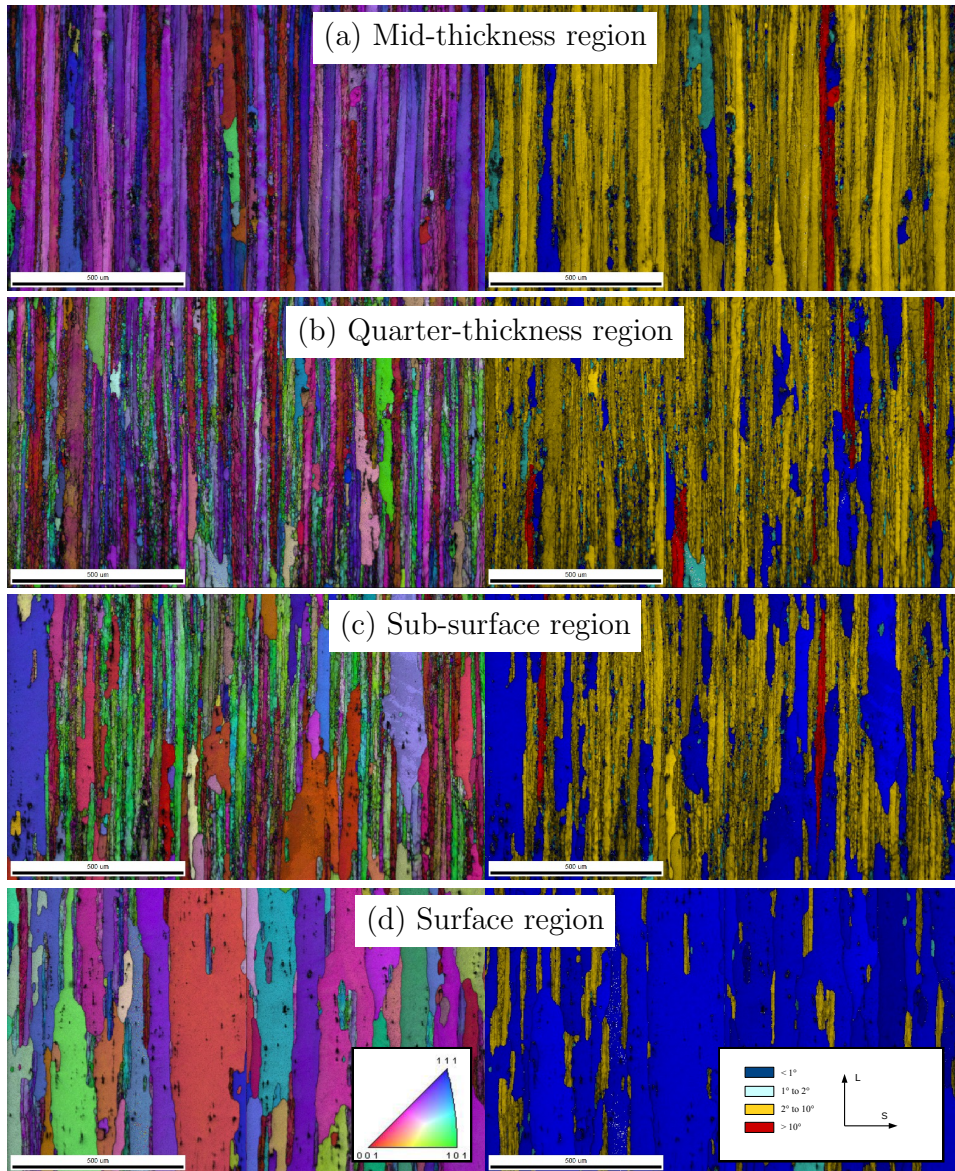 (a) Mid-thickness region
500 um
500 um
(b) Quarter-thickness region
500 um
500 um
(c) Sub-surface region
500 um
500 um
(d) Surface region
1 1 1
0 0 1
1 0 1
< 1°
1° to 2°
2° to 10°
> 10°
L
S
500 um
500 um